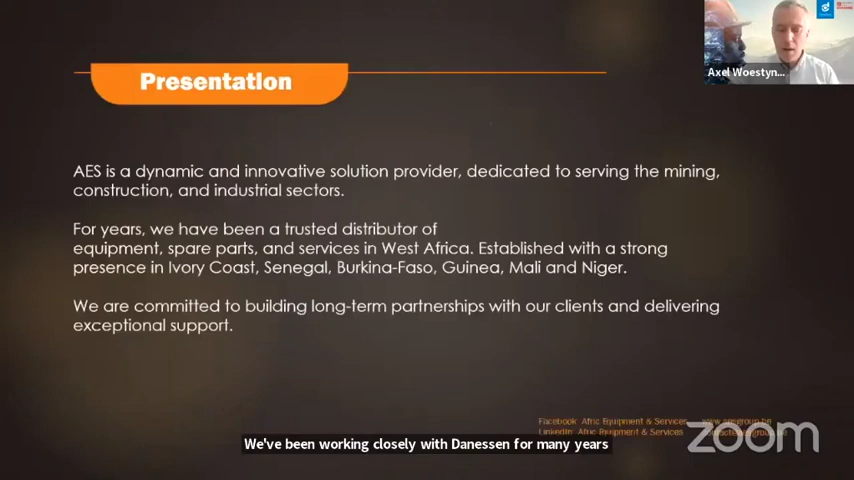 Presentation
Axel Woestyn...
AES is a dynamic and innovative solution provider, dedicated to serving the mining,
construction, and industrial sectors.
For years, we have been a trusted distributor of
equipment, spare parts, and services in West Africa. Established with a strong
presence in Ivory Coast, Senegal, Burkina-Faso, Guinea, Mali and Niger.
We are committed to building long-term partnerships with our clients and delivering
exceptional support.
Facebook: Afric Equipment & Services
LinkedIn: Afric Equipment & Services
zoom
We've been working closely with Danessen for many years